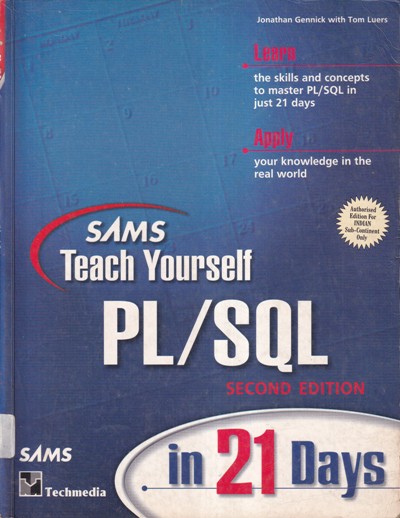 Jonathan Gennick with Tom Luers
Learn
the skills and concepts
to master PL/SQL in
just 21 days
Apply
your knowledge in the
real world
Authorised
Edition For
INDIAN
Sub-Continent
Only
SAMS
Teach Yourself
PL/SQL
SECOND EDITION
in 21 Days
SAMS
Techmedia